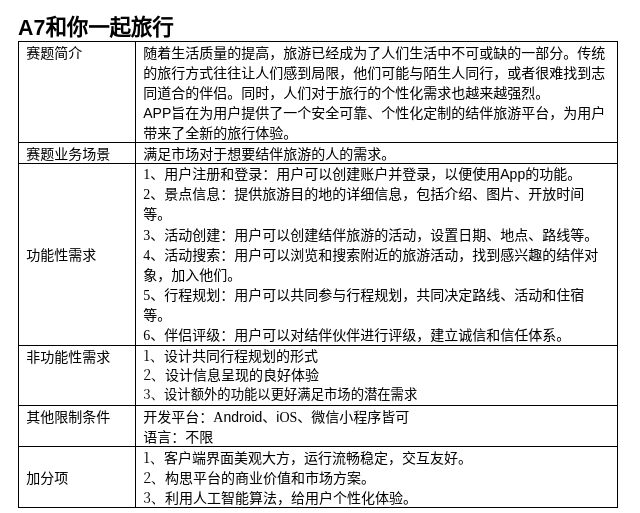 A7和你一起旅行
赛题简介
随着生活质量的提高，旅游已经成为了人们生活中不可或缺的一部分。传统
的旅行方式往往让人们感到局限，他们可能与陌生人同行，或者很难找到志
同道合的伴侣。同时，人们对于旅行的个性化需求也越来越强烈。
APP旨在为用户提供了一个安全可靠、个性化定制的结伴旅游平台，为用户
带来了全新的旅行体验。
赛题业务场景
满足市场对于想要结伴旅游的人的需求。
功能性需求
1、用户注册和登录：用户可以创建账户并登录，以便使用App的功能。
2、景点信息：提供旅游目的地的详细信息，包括介绍、图片、开放时间
等。
3、活动创建：用户可以创建结伴旅游的活动，设置日期、地点、路线等。
4、活动搜索：用户可以浏览和搜索附近的旅游活动，找到感兴趣的结伴对
象，加入他们。
5、行程规划：用户可以共同参与行程规划，共同决定路线、活动和住宿
等。
6、伴侣评级：用户可以对结伴伙伴进行评级，建立诚信和信任体系。
非功能性需求
1、设计共同行程规划的形式
2、设计信息呈现的良好体验
3、设计额外的功能以更好满足市场的潜在需求
其他限制条件
开发平台：Android、iOS、微信小程序皆可
语言：不限
加分项
1、客户端界面美观大方，运行流畅稳定，交互友好。
2、构思平台的商业价值和市场方案。
3、利用人工智能算法，给用户个性化体验。